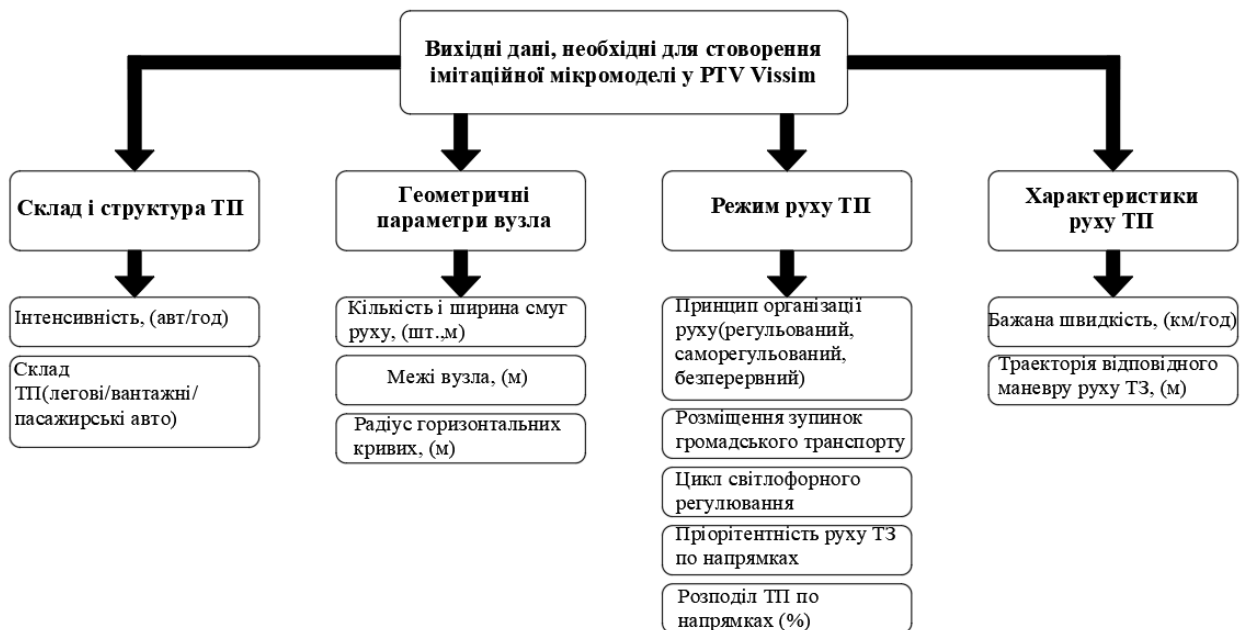 Вихідні дані, необхідні для стоворення
імітаційної мікромоделі у PTV Vissim
Склад і структура ТП
Інтенсивність, (авт/год)
Склад
ТП(легові/вантажні/
пасажирські авто)
Геометричні
параметри вузла
Кількість і ширина смуг
руху, (шт.,м)
Межі вузла, (м)
Радіус горизонтальних
кривих, (м)
Режим руху ТП
Принцип організації
руху(регульований,
саморегульований,
безперервний)
Розміщення зупинок
громадського транспорту
Цикл світлофорного
регулювання
Пріорітентність руху ТЗ
по напрямках
Розподіл ТП по
напрямках (%)
Характеристики
руху ТП
Бажана швидкість, (км/год)
Траекторія відповідного
маневру руху ТЗ, (м)